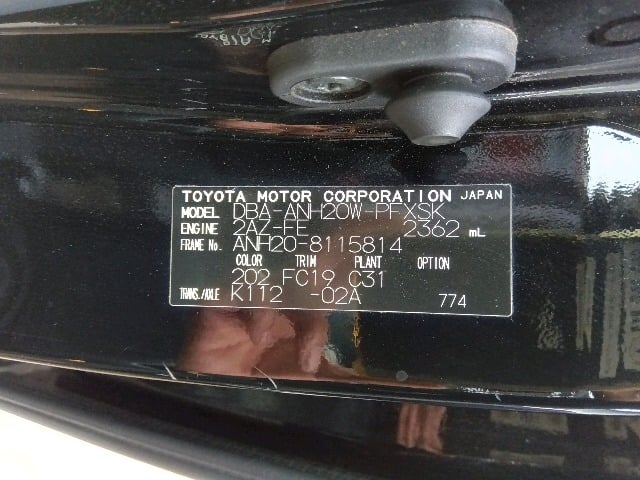 TOYOTA MOTOR CORPORATION JAPAN
MODEL DBA-ANH20W-PFXSK
ENGINE 2AZ-FE 2362 mL
FRAME No. ANH20-8115814
COLOR TRIM PLANT OPTION
202 FC19 C31
TRANS./AXLE K112 -02A 774